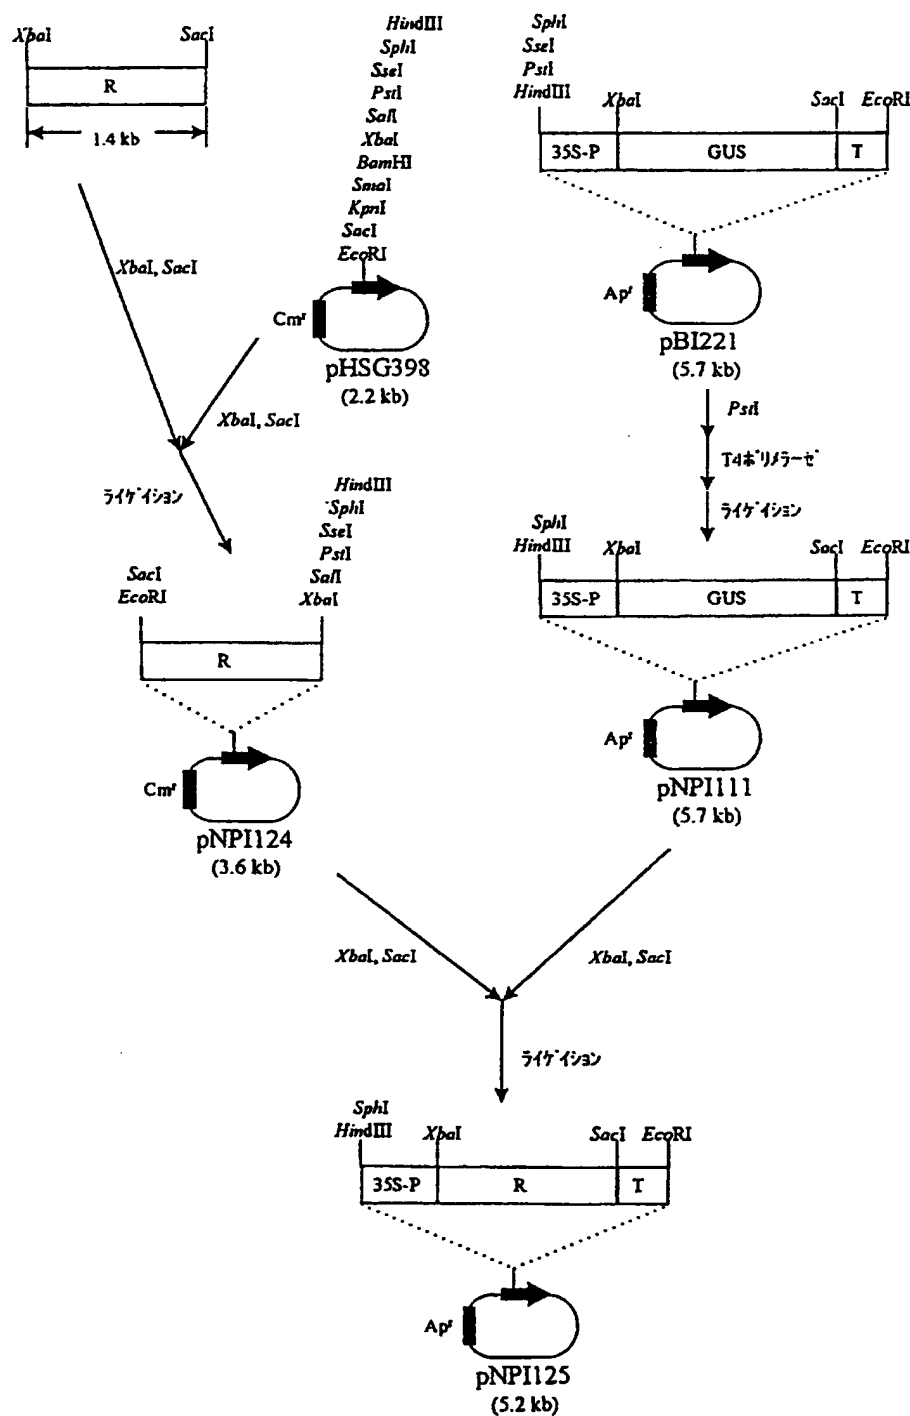 XbaI
SacI
R
1.4 kb
HindIII
SphI
SseI
PstI
SalI
XbaI
BamHI
SmaI
KpnI
SacI
EcoRI
Cmʳ
pHSG398
(2.2 kb)
SphI
SseI
PstI
HindIII
XbaI
SacI
EcoRI
35S-P
GUS
T
Apʳ
pBI221
(5.7 kb)
XbaI, SacI
XbaI, SacI
ライゲイション
PstI
T4ポリメラーゼ
ライゲイション
SacI
EcoRI
HindIII
SphI
SseI
PstI
SalI
XbaI
R
Cmʳ
pNPI124
(3.6 kb)
SphI
HindIII
XbaI
SacI
EcoRI
35S-P
GUS
T
Apʳ
pNPI111
(5.7 kb)
XbaI, SacI
XbaI, SacI
ライゲイション
SphI
HindIII
XbaI
SacI
EcoRI
35S-P
R
T
Apʳ
pNPI125
(5.2 kb)